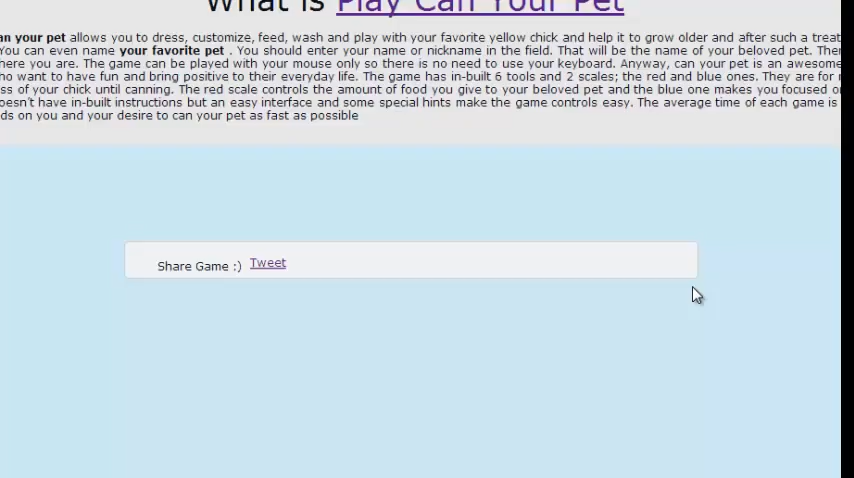 What is Play Can Your Pet
an your pet allows you to dress, customize, feed, wash and play with your favorite yellow chick and help it to grow older and after such a treat
You can even name your favorite pet . You should enter your name or nickname in the field. That will be the name of your beloved pet. Ther
here you are. The game can be played with your mouse only so there is no need to use your keyboard. Anyway, can your pet is an awesome
ho want to have fun and bring positive to their everyday life. The game has in-built 6 tools and 2 scales; the red and blue ones. They are for
ss of your chick until canning. The red scale controls the amount of food you give to your beloved pet and the blue one makes you focused o
oesn't have in-built instructions but an easy interface and some special hints make the game controls easy. The average time of each game is
ds on you and your desire to can your pet as fast as possible
Share Game :) Tweet